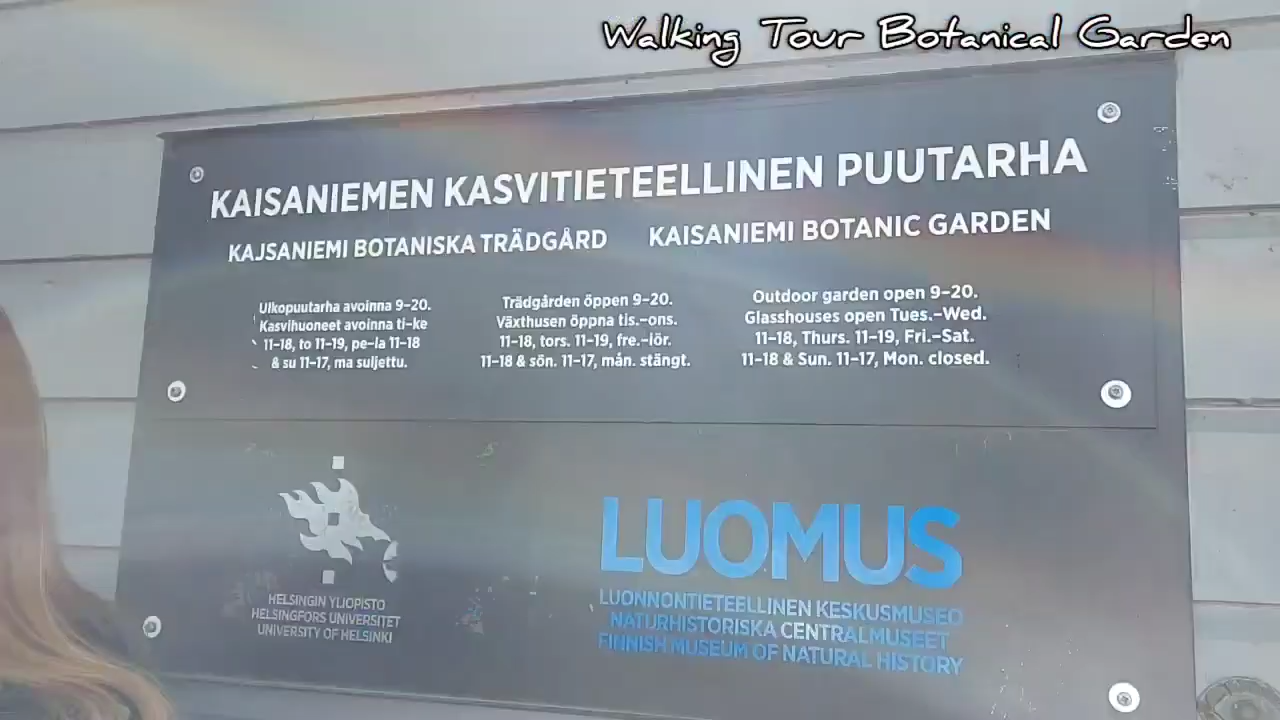 Walking Tour Botanical Garden
KAISANIEMEN KASVITIETEELLINEN PUUTARHA
KAJSANIEMI BOTANISKA TRÄDGÅRD
KAISANIEMI BOTANIC GARDEN
Ulkopuutarha avoinna 9–20.
Kasvihuoneet avoinna ti–ke
11–18, to 11–19, pe–la 11–18
& su 11–17, ma suljettu.
Trädgården öppen 9–20.
Växthusen öppna tis.–ons.
11–18, tors. 11–19, fre.–lör.
11–18 & sön. 11–17, mån. stängt.
Outdoor garden open 9–20.
Glasshouses open Tues.–Wed.
11–18, Thurs. 11–19, Fri.–Sat.
11–18 & Sun. 11–17, Mon. closed.
HELSINGIN YLIOPISTO
HELSINGFORS UNIVERSITET
UNIVERSITY OF HELSINKI
LUOMUS
LUONNONTIETEELLINEN KESKUSMUSEO
NATURHISTORISKA CENTRALMUSEET
FINNISH MUSEUM OF NATURAL HISTORY